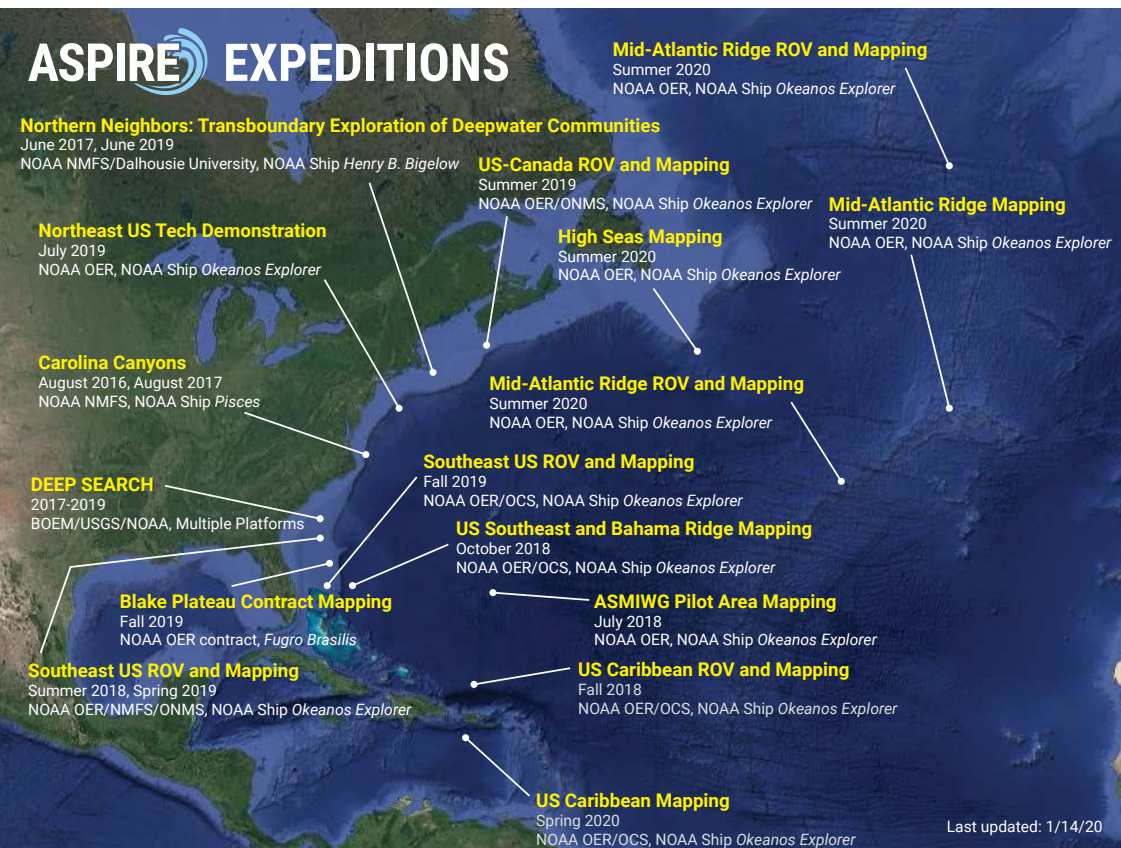 ASPIRE EXPEDITIONS
Mid-Atlantic Ridge ROV and Mapping
Summer 2020
NOAA OER, NOAA Ship Okeanos Explorer
Northern Neighbors: Transboundary Exploration of Deepwater Communities
June 2017, June 2019
NOAA NMFS/Dalhousie University, NOAA Ship Henry B. Bigelow
US-Canada ROV and Mapping
Summer 2019
NOAA OER/ONMS, NOAA Ship Okeanos Explorer
Mid-Atlantic Ridge Mapping
Summer 2020
NOAA OER, NOAA Ship Okeanos Explorer
Northeast US Tech Demonstration
July 2019
NOAA OER, NOAA Ship Okeanos Explorer
High Seas Mapping
Summer 2020
NOAA OER, NOAA Ship Okeanos Explorer
Carolina Canyons
August 2016, August 2017
NOAA NMFS, NOAA Ship Pisces
Mid-Atlantic Ridge ROV and Mapping
Summer 2020
NOAA OER, NOAA Ship Okeanos Explorer
Southeast US ROV and Mapping
Fall 2019
NOAA OER/OCS, NOAA Ship Okeanos Explorer
DEEP SEARCH
2017-2019
BOEM/USGS/NOAA, Multiple Platforms
US Southeast and Bahama Ridge Mapping
October 2018
NOAA OER/OCS, NOAA Ship Okeanos Explorer
Blake Plateau Contract Mapping
Fall 2019
NOAA OER contract, Fugro Brasilis
ASMIWG Pilot Area Mapping
July 2018
NOAA OER, NOAA Ship Okeanos Explorer
Southeast US ROV and Mapping
Summer 2018, Spring 2019
NOAA OER/NMFS/ONMS, NOAA Ship Okeanos Explorer
US Caribbean ROV and Mapping
Fall 2018
NOAA OER/OCS, NOAA Ship Okeanos Explorer
US Caribbean Mapping
Spring 2020
NOAA OER/OCS, NOAA Ship Okeanos Explorer
Last updated: 1/14/20